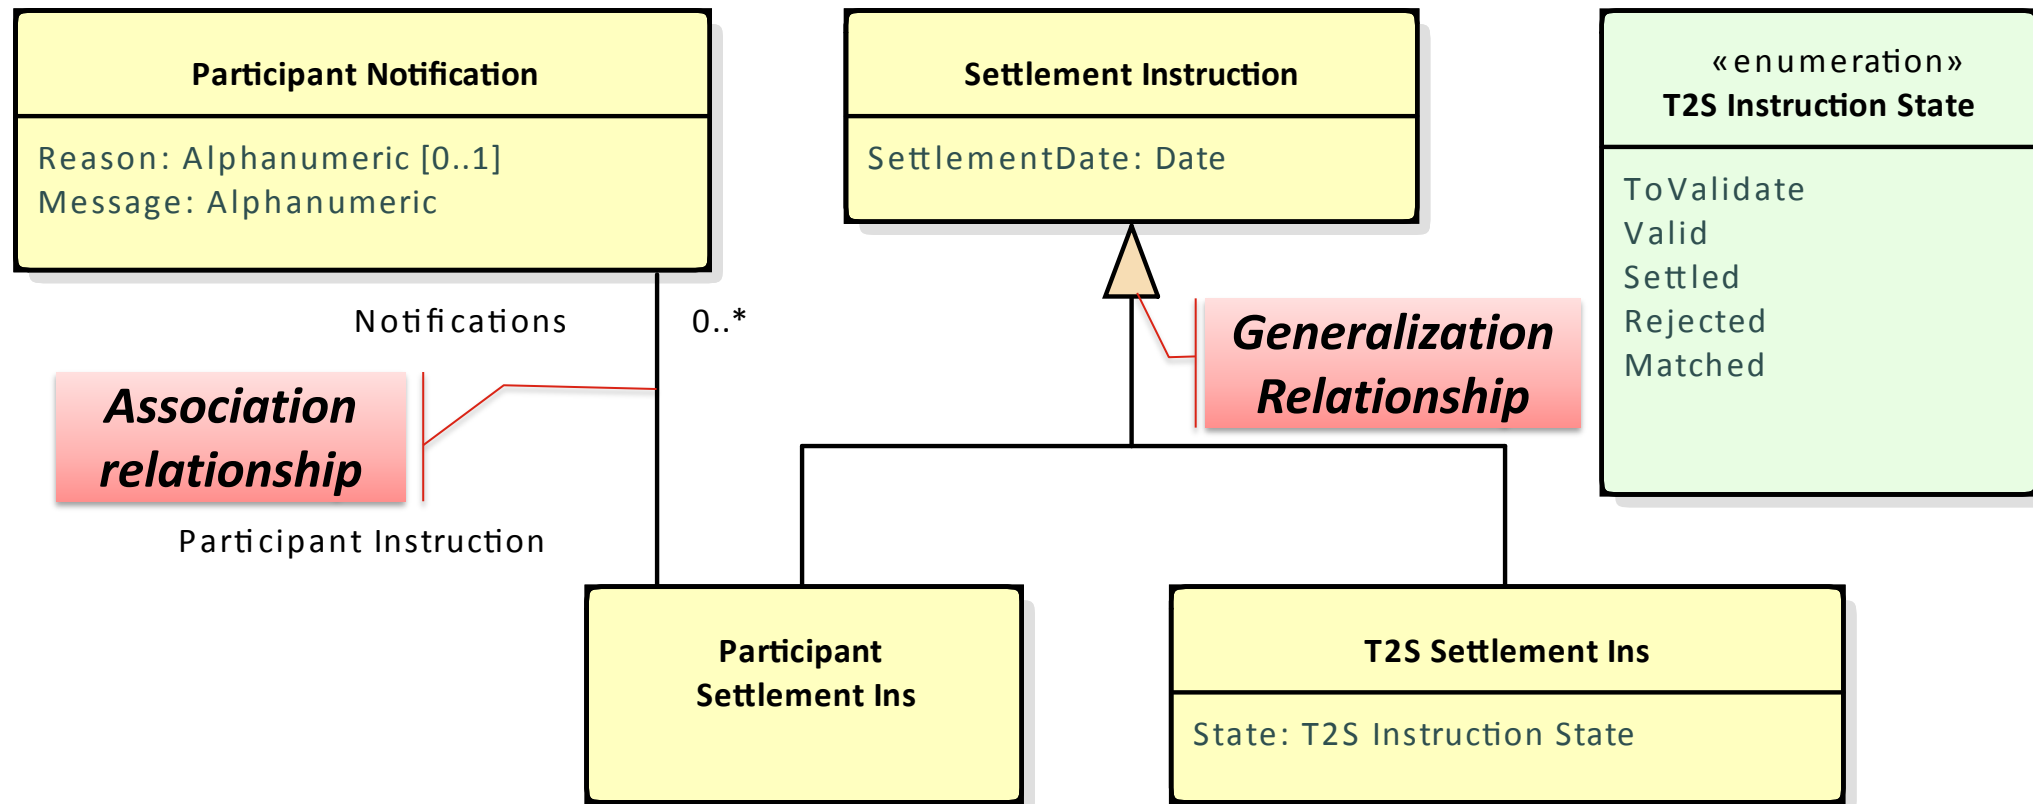 Participant Notification
Reason: Alphanumeric [0..1]
Message: Alphanumeric
Settlement Instruction
SettlementDate: Date
«enumeration»
T2S Instruction State
ToValidate
Valid
Settled
Rejected
Matched
Notifications
0..*
Generalization
Relationship
Association
relationship
Participant Instruction
Participant
Settlement Ins
T2S Settlement Ins
State: T2S Instruction State